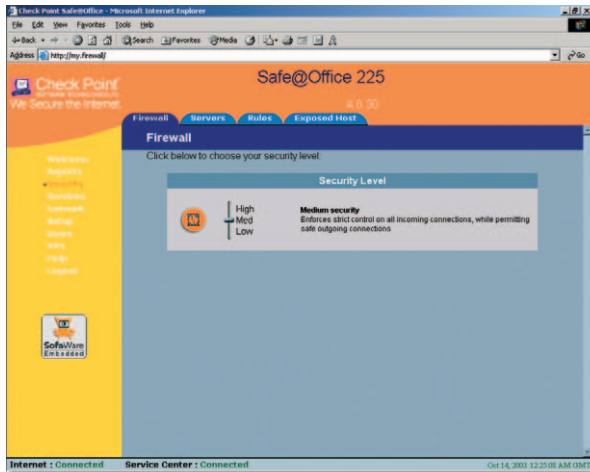 Check Point Safe@Office - Microsoft Internet Explorer
File Edit View Favorites Tools Help
Back Search Favorites Media
Address http://my.firewall/ Go
Check Point
We Secure the Internet.
Safe@Office 225
Firewall Servers Rules Exposed Host
Firewall
Click below to choose your security level.
Welcome
Reports
Security
Services
Network
Setup
Users
VPN
Help
Logout
Security Level
High
Med
Low
Medium security
Enforces strict control on all incoming connections, while permitting
safe outgoing connections
SofaWare
Embedded
Internet : Connected Service Center : Connected Oct 14, 2003 12:25:01 AM GMT